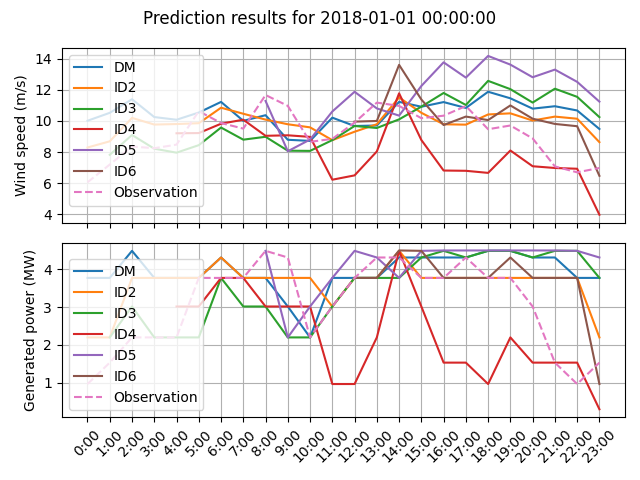 Prediction results for 2018-01-01 00:00:00
Wind speed (m/s)
14
12
10
8
6
4
DM
ID2
ID3
ID4
ID5
ID6
Observation
Generated power (MW)
4
3
2
1
DM
ID2
ID3
ID4
ID5
ID6
Observation
0:00 1:00 2:00 3:00 4:00 5:00 6:00 7:00 8:00 9:00 10:00 11:00 12:00 13:00 14:00 15:00 16:00 17:00 18:00 19:00 20:00 21:00 22:00 23:00